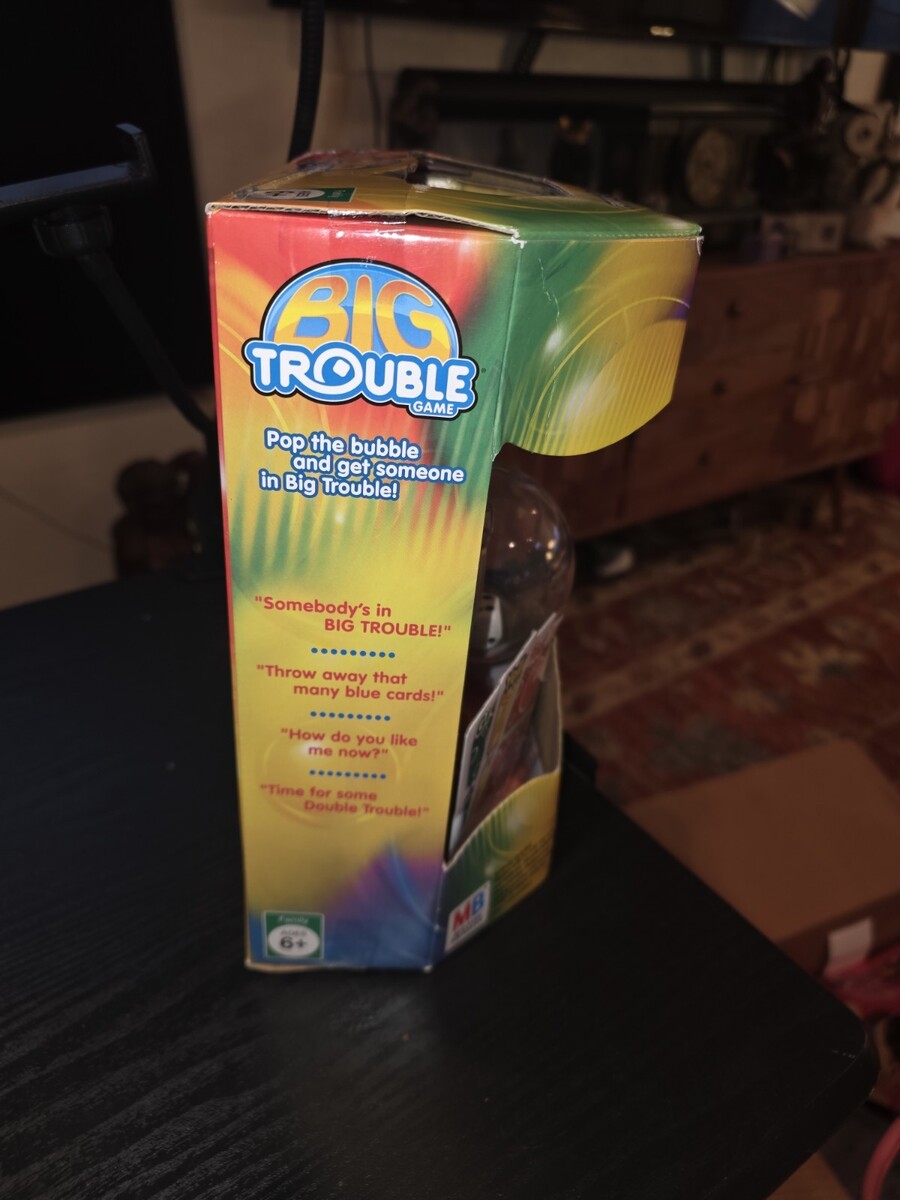 BIG
TROUBLE
GAME
Pop the bubble
and get someone
in Big Trouble!
"Somebody's in
BIG TROUBLE!"
"Throw away that
many blue cards!"
"How do you like
me now?"
"Time for some
Double Trouble!"
Family
AGES
6+
MB